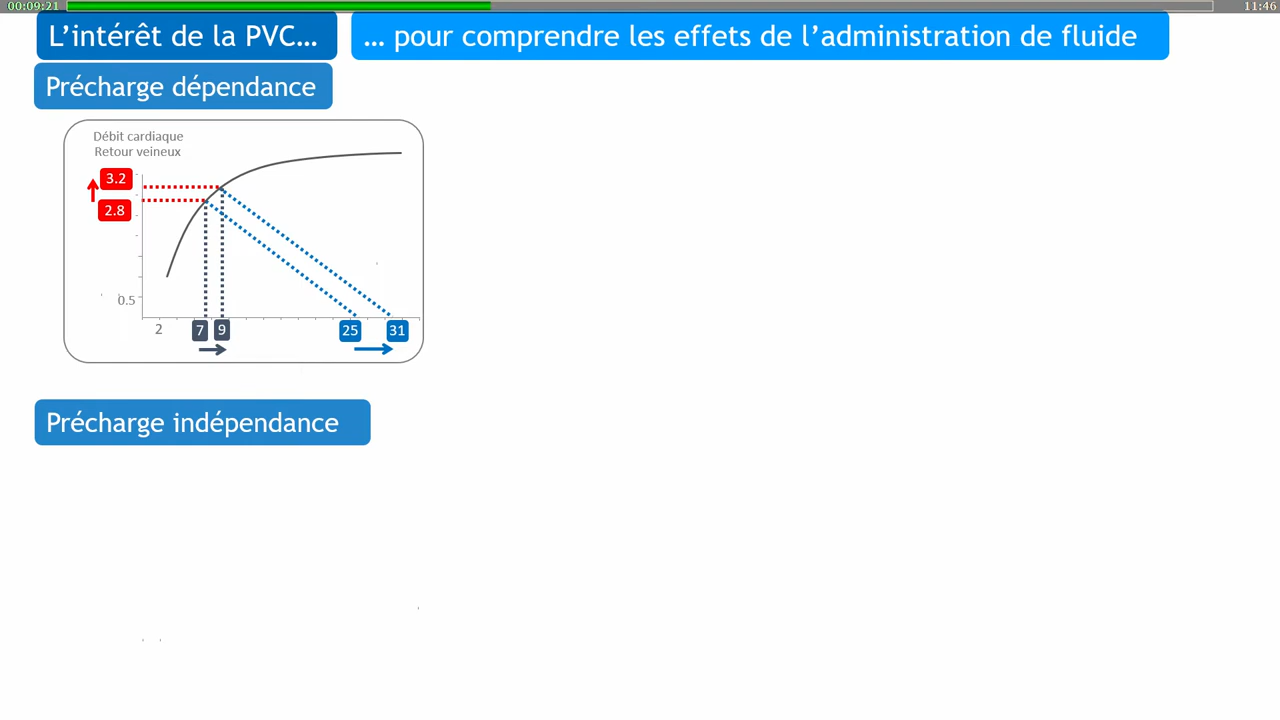 00:09:21
11:46
L’intérêt de la PVC…
… pour comprendre les effets de l’administration de fluide
Précharge dépendance
Débit cardiaque
Retour veineux
3.2
2.8
0.5
2
7
9
25
31
Précharge indépendance